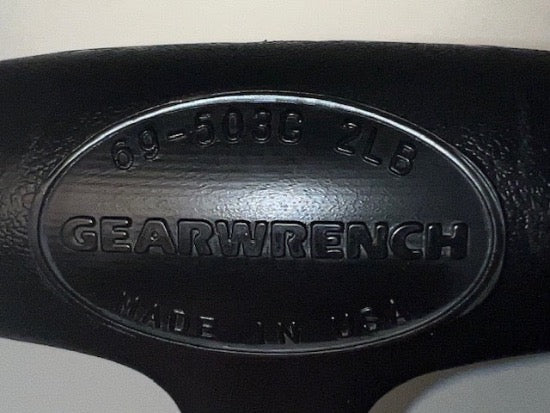 69-503G 2LB
GEARWRENCH
MADE IN USA